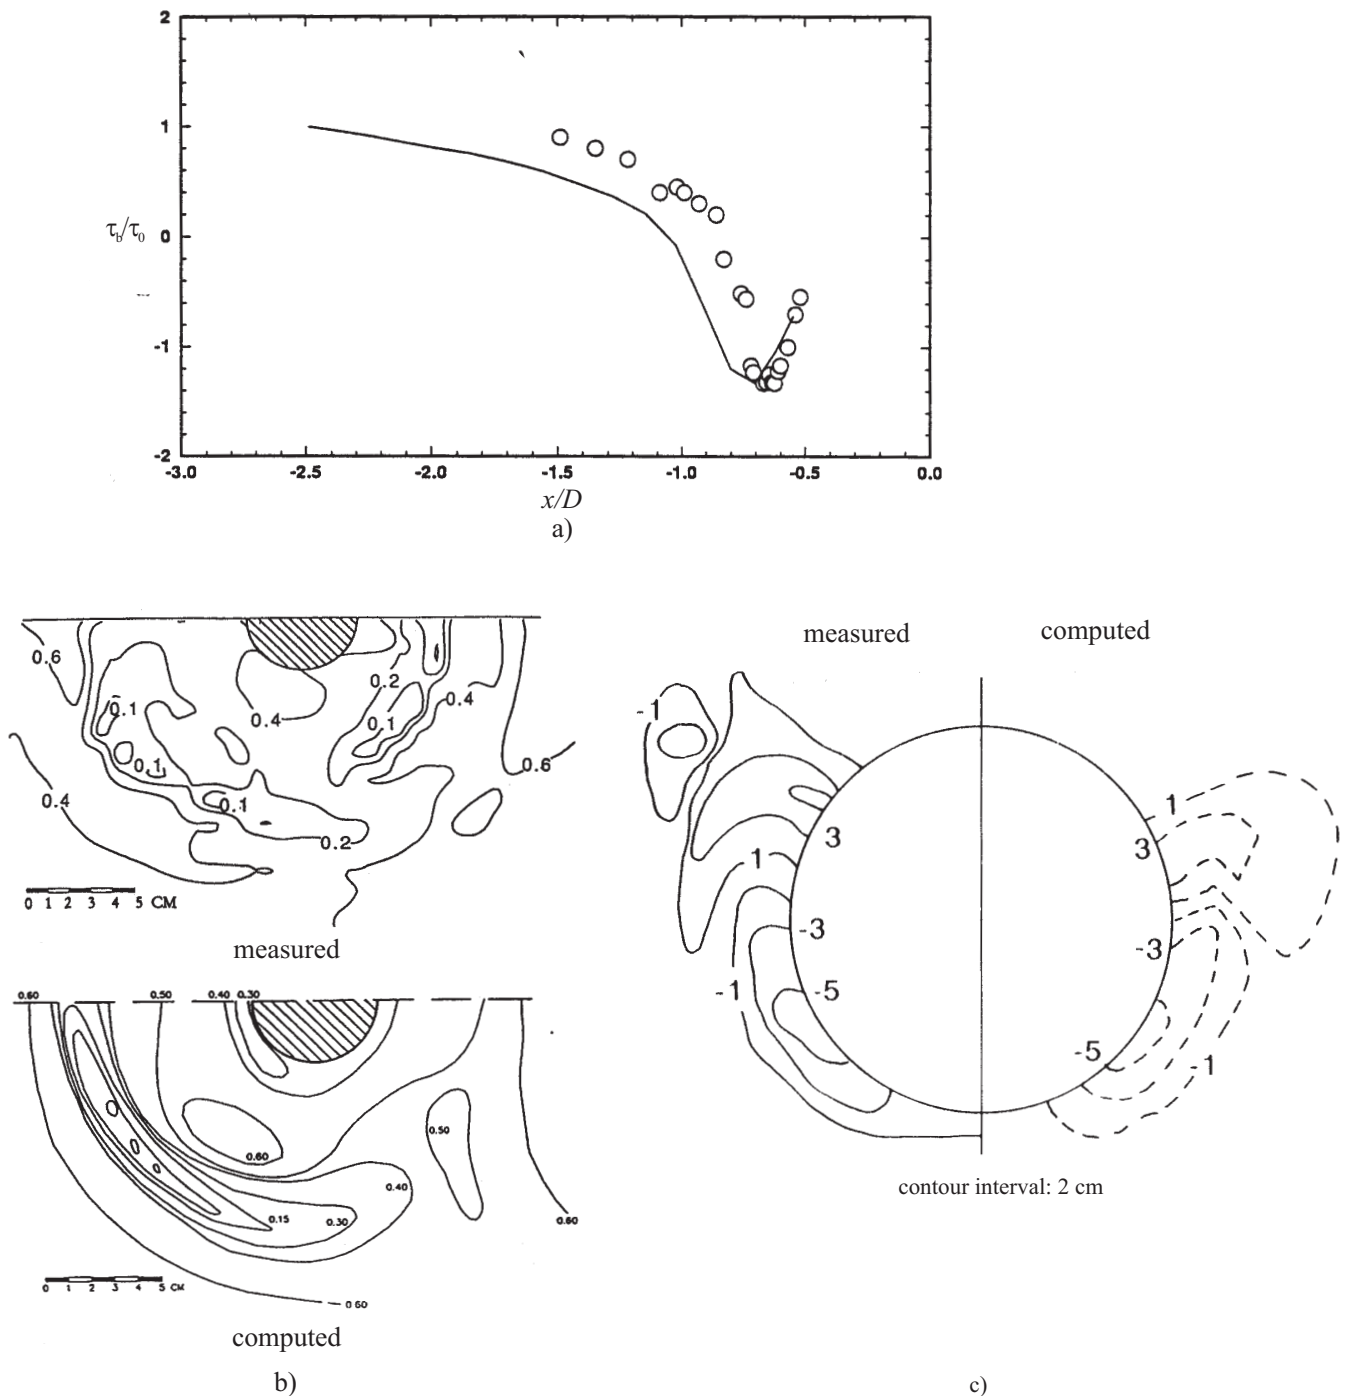 2
1
τb/τ0 0
-1
-2
-3.0 -2.5 -2.0 -1.5 -1.0 -0.5 0.0
x/D
a)
0.6
0.1
0.1
0.4
0.1
0.2
0.4
0.2
0.1
0.4
0.6
0 1 2 3 4 5 CM
measured
0.60 0.50 0.40 0.30
0.60
0.50
0.40
0.15 0.30
0.60
0 1 2 3 4 5 CM
0.60
computed
b)
measured computed
-1
3
1
-3
-5
-1
1
3
-3
-5
-1
contour interval: 2 cm
c)